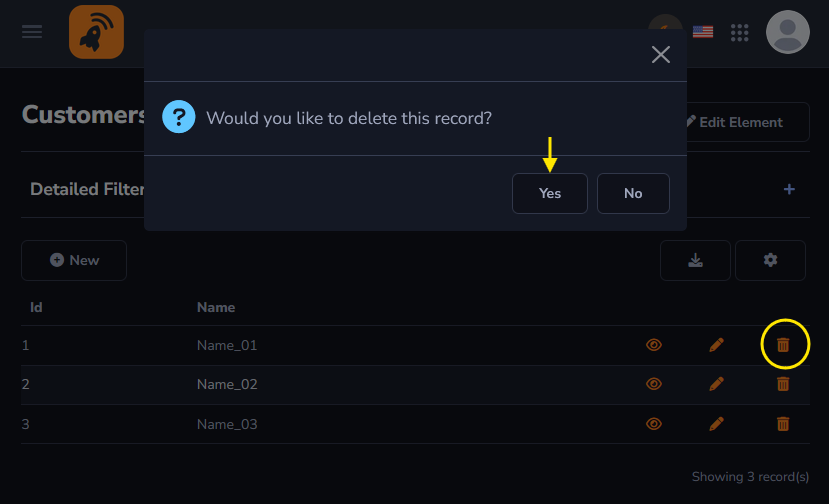 Would you like to delete this record?
Yes
No
Customers
Edit Element
Detailed Filter
+
New
Id
Name
1
Name_01
2
Name_02
3
Name_03
Showing 3 record(s)